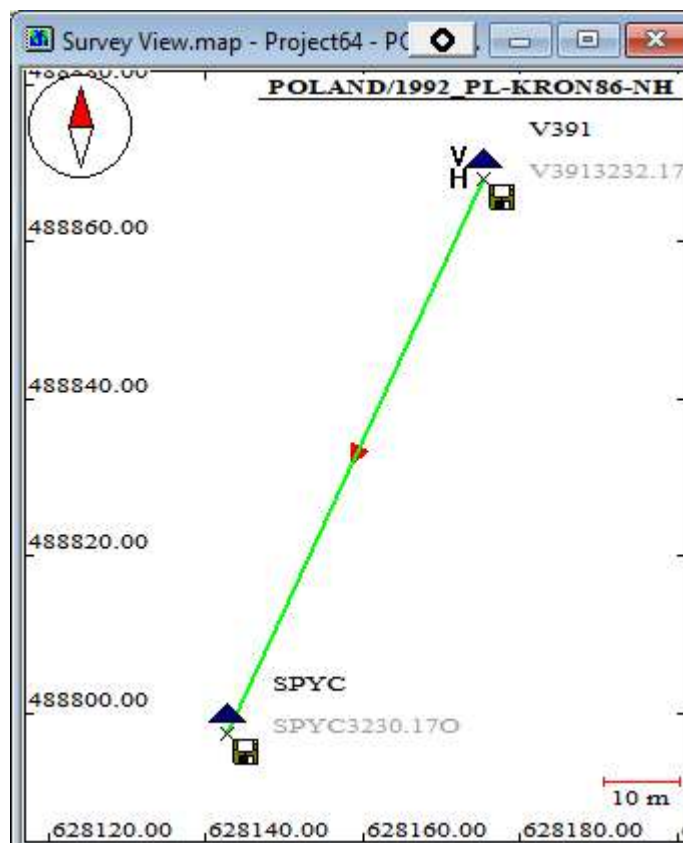 Survey View.map - Project64 - PO
POLAND/1992_PL-KRON86-NH
V391
V
H
V3913232.17
488860.00
488840.00
488820.00
488800.00
SPYC
SPYC3230.17O
10 m
628120.00
628140.00
628160.00
628180.00